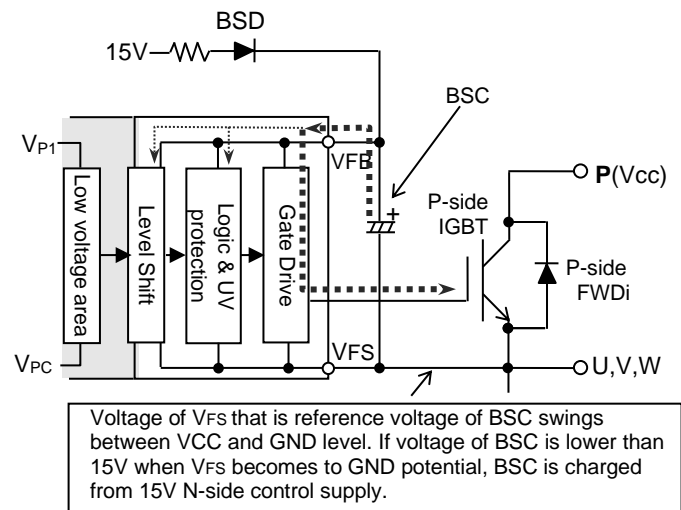 BSD
15V
BSC
VP1
VFB
P(Vcc)
Low voltage area
Level Shift
Logic & UV
protection
Gate Drive
+
P-side
IGBT
P-side
FWDi
VPC
VFS
U,V,W
Voltage of VFS that is reference voltage of BSC swings
between VCC and GND level. If voltage of BSC is lower than
15V when VFS becomes to GND potential, BSC is charged
from 15V N-side control supply.